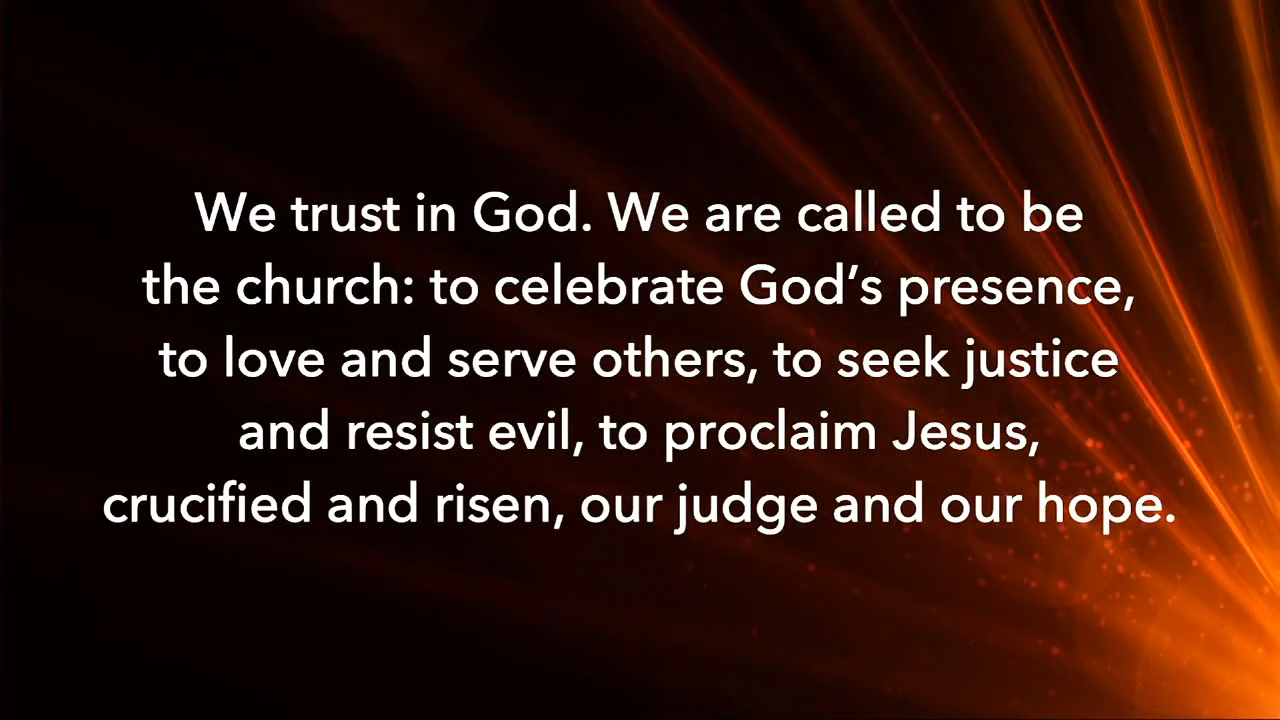 We trust in God. We are called to be
the church: to celebrate God’s presence,
to love and serve others, to seek justice
and resist evil, to proclaim Jesus,
crucified and risen, our judge and our hope.